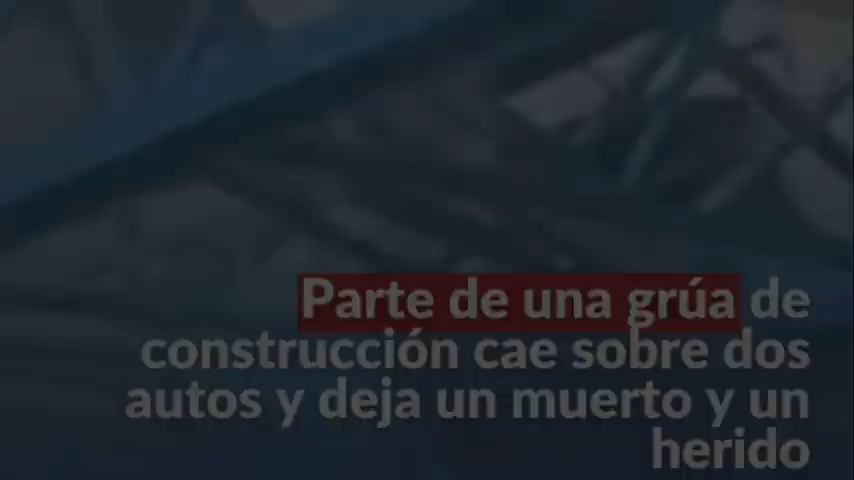 Parte de una grúa de
construcción cae sobre dos
autos y deja un muerto y un
herido